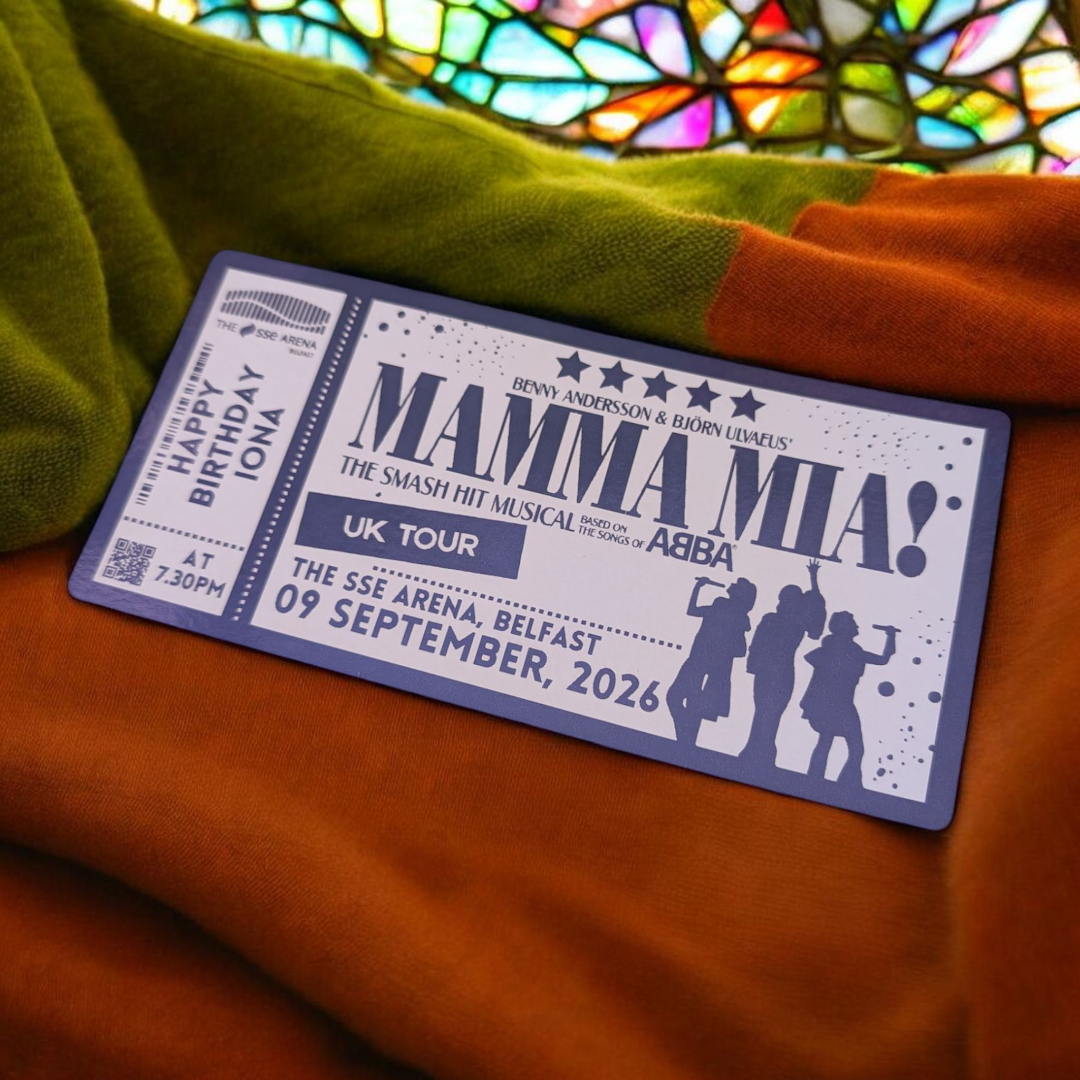 THE sse ARENA
BELFAST
HAPPY
BIRTHDAY
IONA
AT
7.30PM
BENNY ANDERSSON & BJÖRN ULVAEUS'
MAMMA MIA!
THE SMASH HIT MUSICAL BASED ON THE SONGS OF ABBA
UK TOUR
THE SSE ARENA, BELFAST
09 SEPTEMBER, 2026